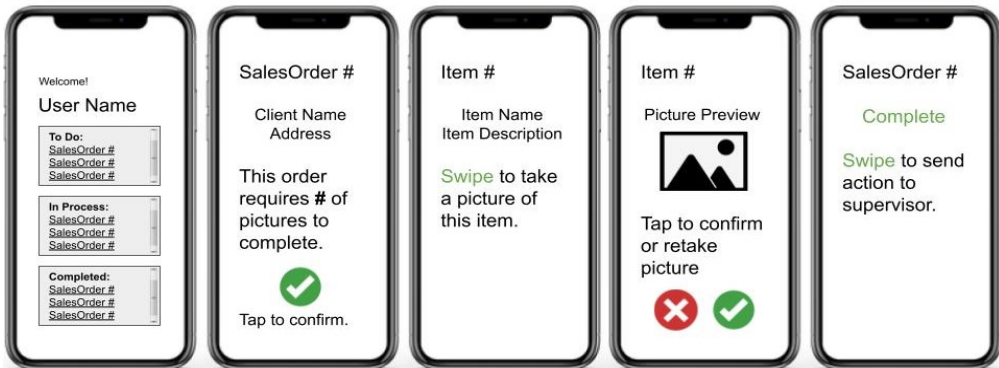 Welcome!
User Name
To Do:
SalesOrder #
SalesOrder #
SalesOrder #
In Process:
SalesOrder #
SalesOrder #
SalesOrder #
Completed:
SalesOrder #
SalesOrder #
SalesOrder #
SalesOrder #
Client Name
Address
This order
requires # of
pictures to
complete.
Tap to confirm.
Item #
Item Name
Item Description
Swipe to take
a picture of
this item.
Item #
Picture Preview
Tap to confirm
or retake
picture
SalesOrder #
Complete
Swipe to send
action to
supervisor.